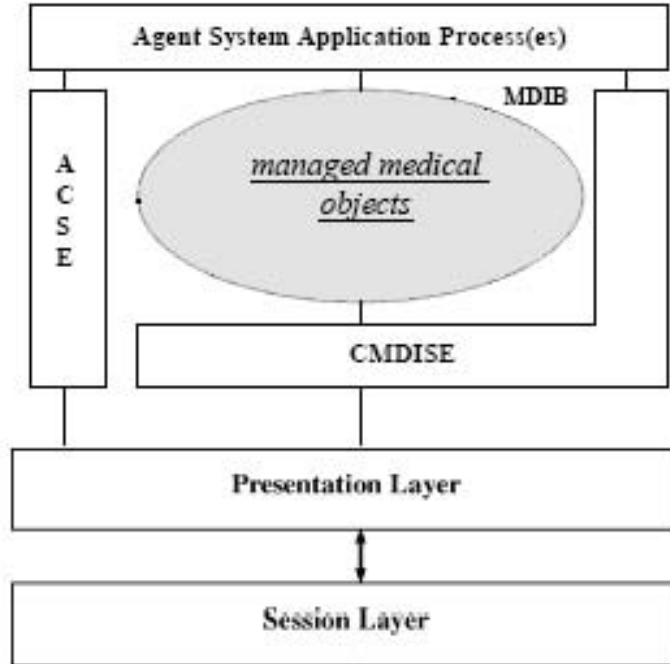 Agent System Application Process(es)
MDIB
A
C
S
E
managed medical
objects
CMDISE
Presentation Layer
Session Layer